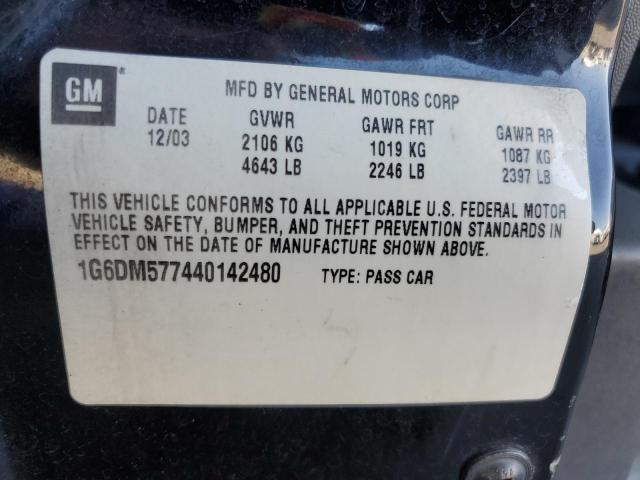 GM ®
MFD BY GENERAL MOTORS CORP
DATE GVWR GAWR FRT GAWR RR
12/03 2106 KG 1019 KG 1087 KG
4643 LB 2246 LB 2397 LB
THIS VEHICLE CONFORMS TO ALL APPLICABLE U.S. FEDERAL MOTOR
VEHICLE SAFETY, BUMPER, AND THEFT PREVENTION STANDARDS IN
EFFECT ON THE DATE OF MANUFACTURE SHOWN ABOVE.
1G6DM577440142480 TYPE: PASS CAR